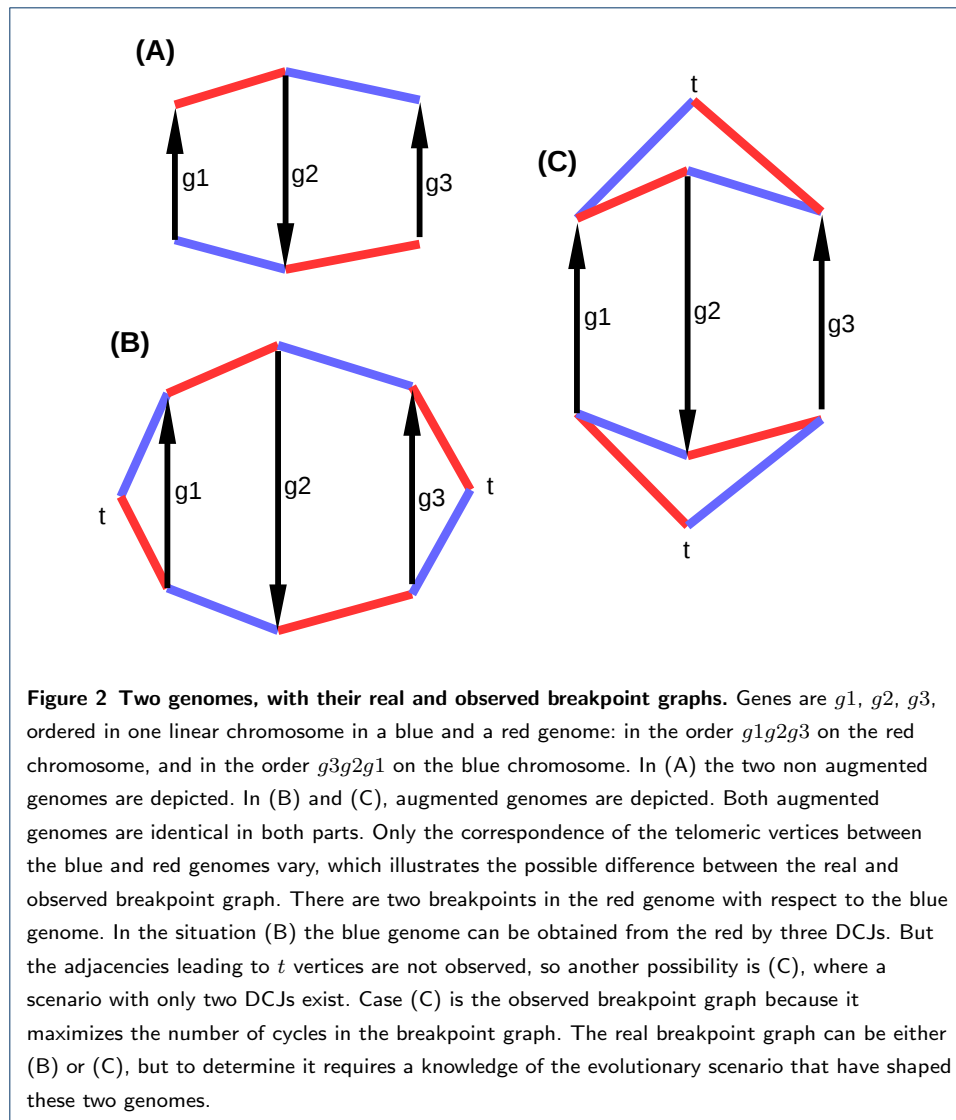 (A)
g1
g2
g3
(B)
t
g1
g2
g3
t
(C)
t
g1
g2
g3
t
Figure 2 Two genomes, with their real and observed breakpoint graphs. Genes are g1, g2, g3,
ordered in one linear chromosome in a blue and a red genome: in the order g1g2g3 on the red
chromosome, and in the order g3g2g1 on the blue chromosome. In (A) the two non augmented
genomes are depicted. In (B) and (C), augmented genomes are depicted. Both augmented
genomes are identical in both parts. Only the correspondence of the telomeric vertices between
the blue and red genomes vary, which illustrates the possible difference between the real and
observed breakpoint graph. There are two breakpoints in the red genome with respect to the blue
genome. In the situation (B) the blue genome can be obtained from the red by three DCJs. But
the adjacencies leading to t vertices are not observed, so another possibility is (C), where a
scenario with only two DCJs exist. Case (C) is the observed breakpoint graph because it
maximizes the number of cycles in the breakpoint graph. The real breakpoint graph can be either
(B) or (C), but to determine it requires a knowledge of the evolutionary scenario that have shaped
these two genomes.